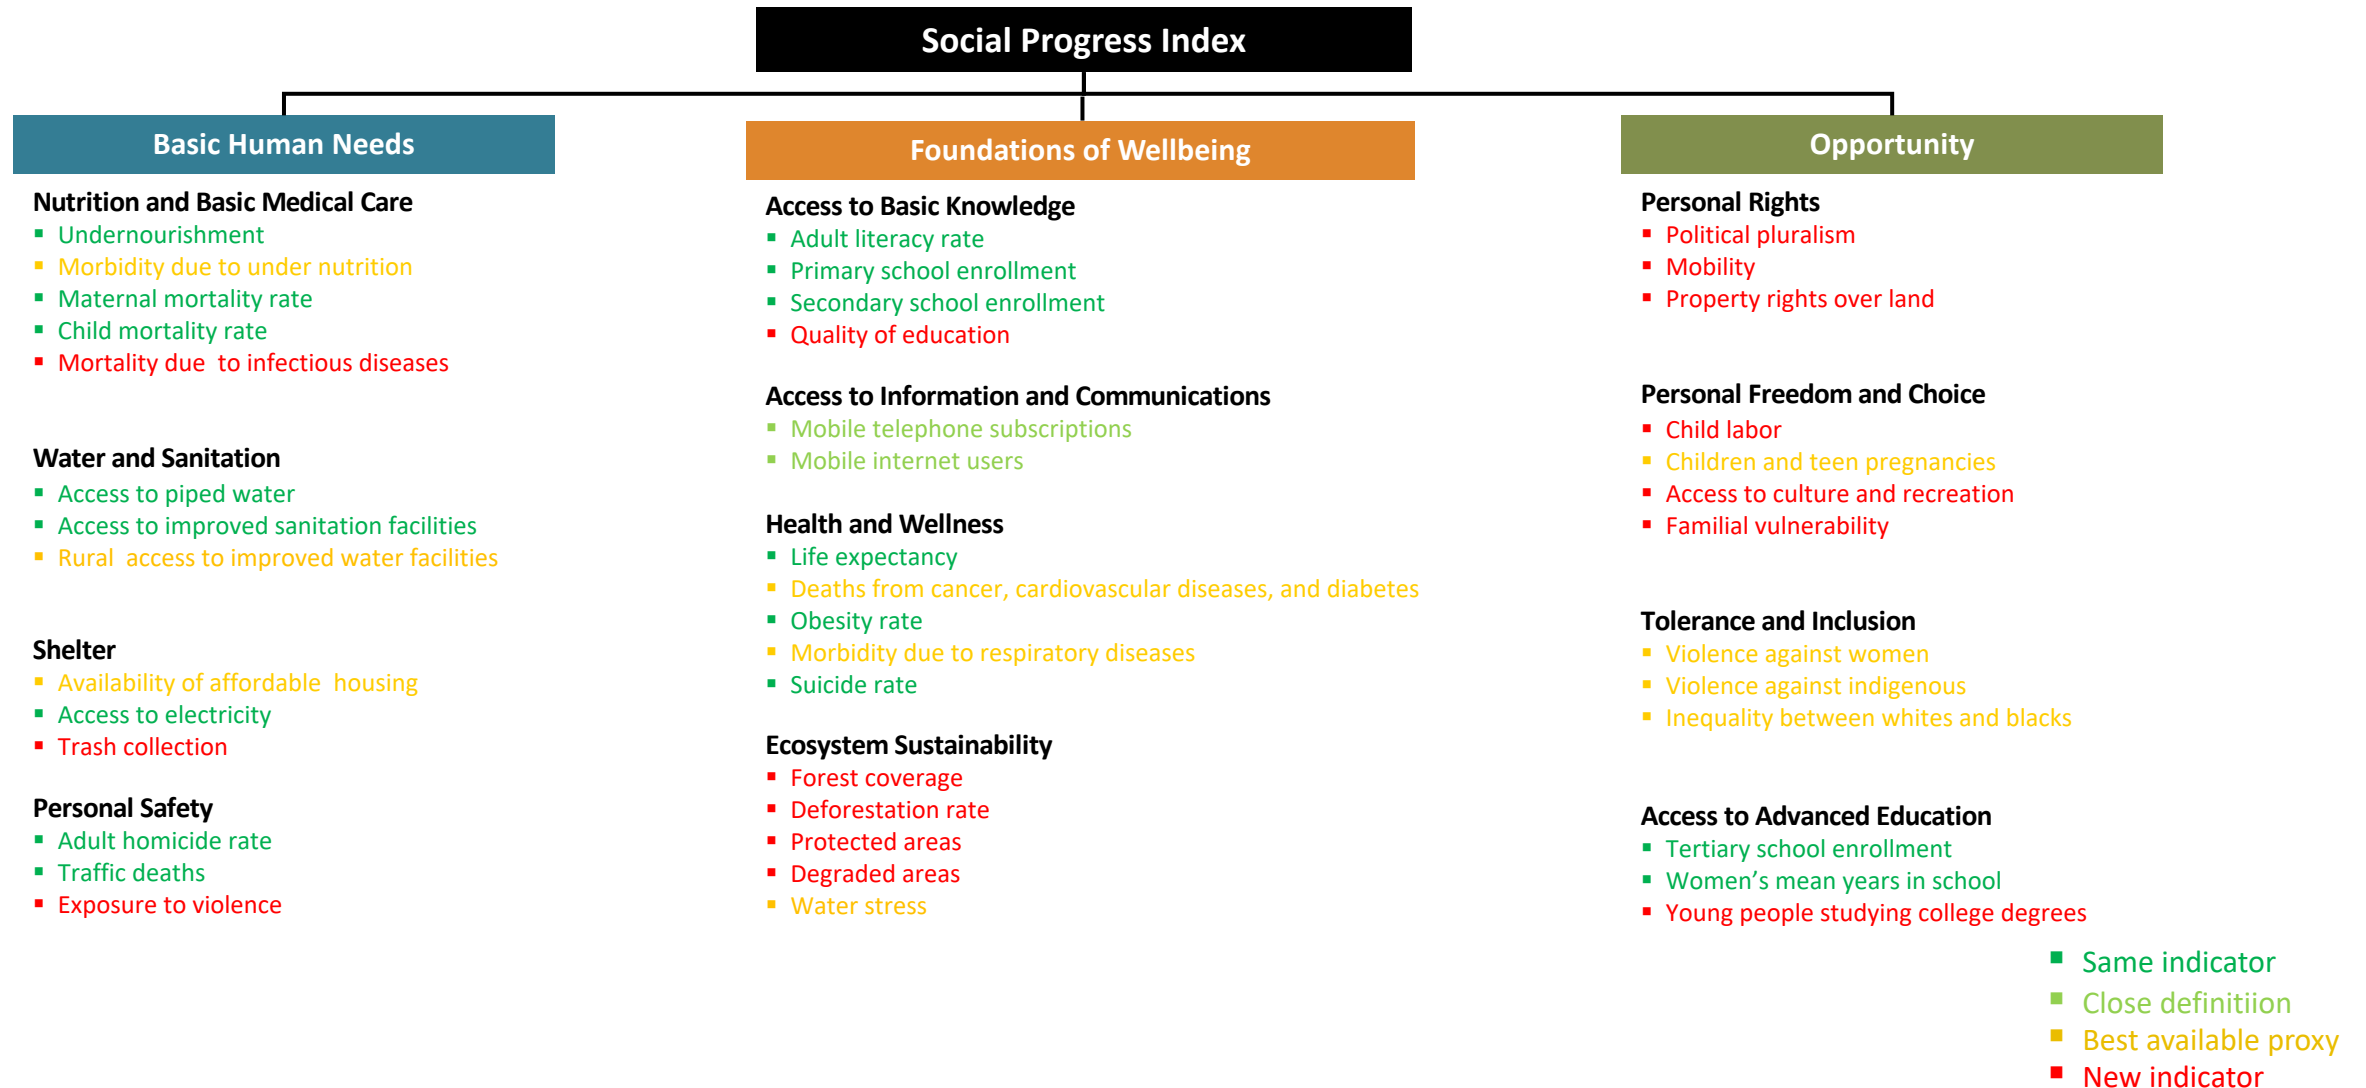 Social Progress Index
Basic Human Needs
Nutrition and Basic Medical Care
▪ Undernourishment
▪ Morbidity due to under nutrition
▪ Maternal mortality rate
▪ Child mortality rate
▪ Mortality due  to infectious diseases
Water and Sanitation
▪ Access to piped water
▪ Access to improved sanitation facilities
▪ Rural  access to improved water facilities
Shelter
▪ Availability of affordable  housing
▪ Access to electricity
▪ Trash collection
Personal Safety
▪ Adult homicide rate
▪ Traffic deaths
▪ Exposure to violence
Foundations of Wellbeing
Access to Basic Knowledge
▪ Adult literacy rate
▪ Primary school enrollment
▪ Secondary school enrollment
▪ Quality of education
Access to Information and Communications
▪ Mobile telephone subscriptions
▪ Mobile internet users
Health and Wellness
▪ Life expectancy
▪ Deaths from cancer, cardiovascular diseases, and diabetes
▪ Obesity rate
▪ Morbidity due to respiratory diseases
▪ Suicide rate
Ecosystem Sustainability
▪ Forest coverage
▪ Deforestation rate
▪ Protected areas
▪ Degraded areas
▪ Water stress
Opportunity
Personal Rights
▪ Political pluralism
▪ Mobility
▪ Property rights over land
Personal Freedom and Choice
▪ Child labor
▪ Children and teen pregnancies
▪ Access to culture and recreation
▪ Familial vulnerability
Tolerance and Inclusion
▪ Violence against women
▪ Violence against indigenous
▪ Inequality between whites and blacks
Access to Advanced Education
▪ Tertiary school enrollment
▪ Women’s mean years in school
▪ Young people studying college degrees
▪ Same indicator
▪ Close definitiion
▪ Best available proxy
▪ New indicator